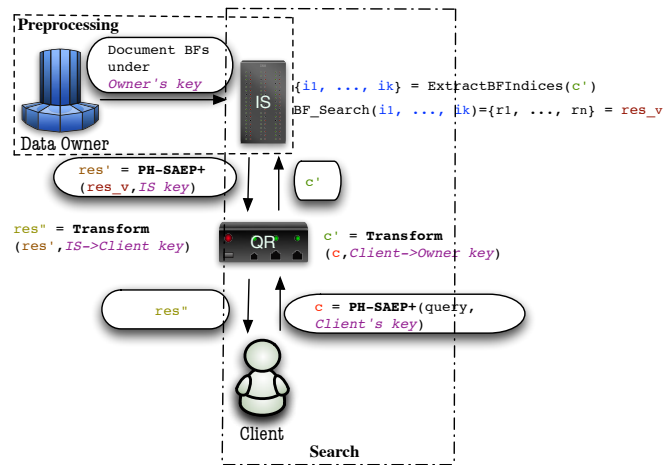 Preprocessing
Document BFs
under
Owner's key
Data Owner
IS
{i1, ..., ik} = ExtractBFIndices(c')
BF_Search(i1, ..., ik)={r1, ..., rn} = res_v
res' = PH-SAEP+
(res_v,IS key)
c'
res" = Transform
(res',IS->Client key)
QR
c' = Transform
(c,Client->Owner key)
res"
c = PH-SAEP+(query,
Client's key)
Client
Search